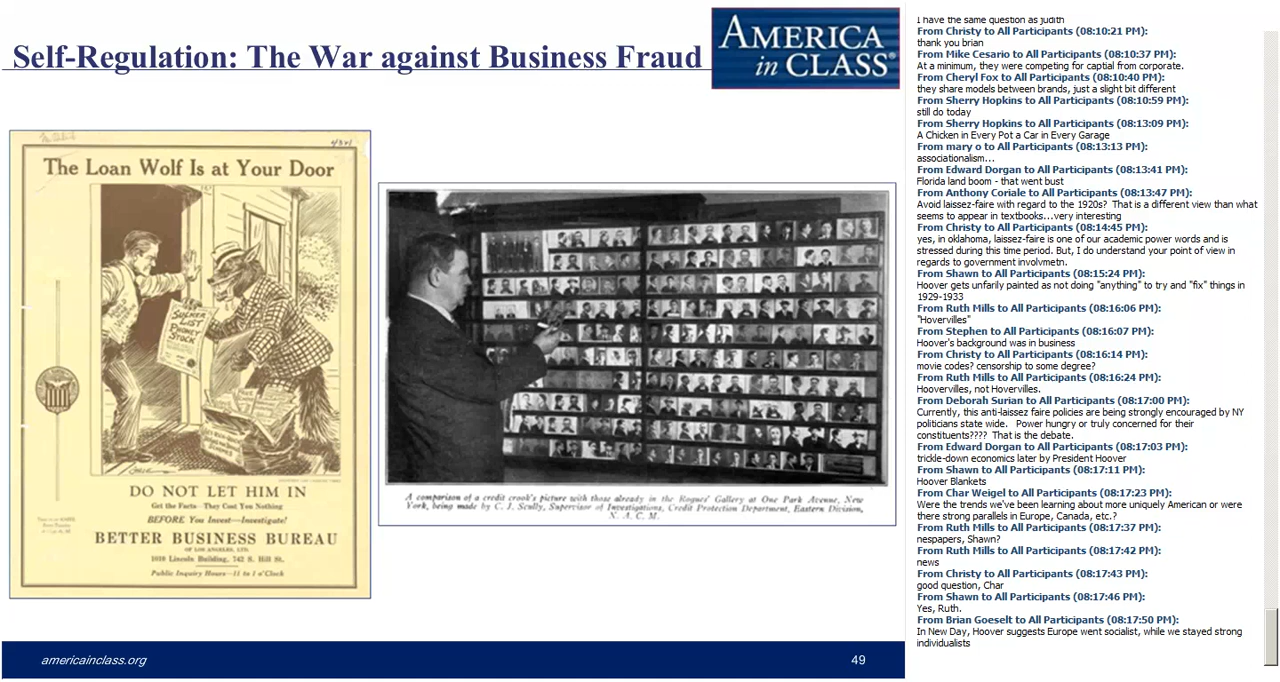 Self-Regulation: The War against Business Fraud
AMERICA
in CLASS®
The Loan Wolf Is at Your Door
SUCKER
LIST
STOCK
DO NOT LET HIM IN
Get the Facts—They Cost You Nothing
BEFORE You Invest—Investigate!
BETTER BUSINESS BUREAU
OF LOS ANGELES, LTD.
1010 Lincoln Building, 742 S. Hill St.
Public Inquiry Hours—11 to 1 o'Clock
A comparison of a credit crook's picture with those already in the Rogues' Gallery at One Park Avenue, New
York, being made by C. J. Scully, Supervisor of Investigations, Credit Protection Department, Eastern Division,
N. A. C. M.
americainclass.org
49
I have the same question as judith
From Christy to All Participants (08:10:21 PM):
thank you brian
From Mike Cesario to All Participants (08:10:37 PM):
At a minimum, they were competing for captial from corporate.
From Cheryl Fox to All Participants (08:10:40 PM):
they share models between brands, just a slight bit different
From Sherry Hopkins to All Participants (08:10:59 PM):
still do today
From Sherry Hopkins to All Participants (08:13:09 PM):
A Chicken in Every Pot a Car in Every Garage
From mary o to All Participants (08:13:13 PM):
associationalism...
From Edward Dorgan to All Participants (08:13:41 PM):
Florida land boom - that went bust
From Anthony Coriale to All Participants (08:13:47 PM):
Avoid laissez-faire with regard to the 1920s?  That is a different view than what
seems to appear in textbooks...very interesting
From Christy to All Participants (08:14:45 PM):
yes, in oklahoma, laissez-faire is one of our academic power words and is
stressed during this time period. But, I do understand your point of view in
regards to government involvmetn.
From Shawn to All Participants (08:15:24 PM):
Hoover gets unfarily painted as not doing "anything" to try and "fix" things in
1929-1933
From Ruth Mills to All Participants (08:16:06 PM):
"Hovervilles"
From Stephen to All Participants (08:16:07 PM):
Hoover's background was in business
From Christy to All Participants (08:16:14 PM):
movie codes? censorship to some degree?
From Ruth Mills to All Participants (08:16:24 PM):
Hoovervilles, not Hovervilles.
From Deborah Surian to All Participants (08:17:00 PM):
Currently, this anti-laissez faire policies are being strongly encouraged by NY
politicians state wide.   Power hungry or truly concerned for their
constituents????  That is the debate.
From Edward Dorgan to All Participants (08:17:03 PM):
trickle-down economics later by President Hoover
From Shawn to All Participants (08:17:11 PM):
Hoover Blankets
From Char Weigel to All Participants (08:17:23 PM):
Were the trends we've been learning about more uniquely American or were
there strong parallels in Europe, Canada, etc.?
From Ruth Mills to All Participants (08:17:37 PM):
nespapers, Shawn?
From Ruth Mills to All Participants (08:17:42 PM):
news
From Christy to All Participants (08:17:43 PM):
good question, Char
From Shawn to All Participants (08:17:46 PM):
Yes, Ruth.
From Brian Goeselt to All Participants (08:17:50 PM):
In New Day, Hoover suggests Europe went socialist, while we stayed strong
individualists